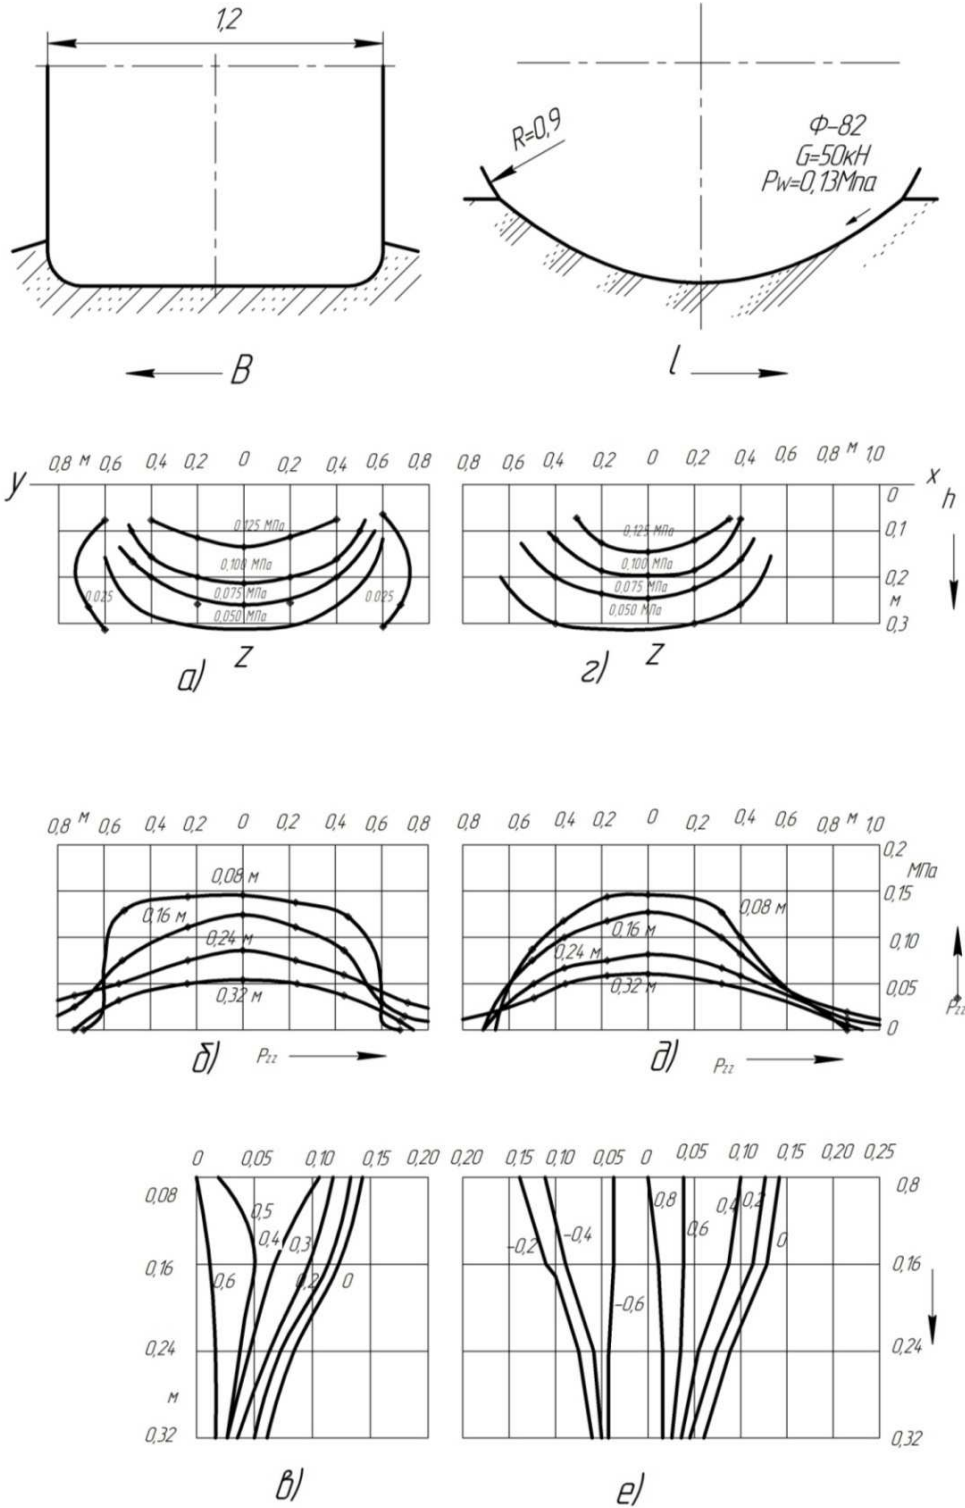 1,2
R=0,9
Ф-82
G=50кН
Рw=0,13Мпа
B
l
0,8 м 0,6 0,4 0,2 0 0,2 0,4 0,6 0,8
0,8 0,6 0,4 0,2 0 0,2 0,4 0,6 0,8 м 1,0
y
x
h
0
0,1
0,2
м
0,3
0,125 МПа
0,100 МПа
0,075 МПа
0,050 МПа
0.025
0.025
0,125 МПа
0,100 МПа
0,075 МПа
0,050 МПа
а) z
г) z
0,8 м 0,6 0,4 0,2 0 0,2 0,4 0,6 0,8
0,8 0,6 0,4 0,2 0 0,2 0,4 0,6 0,8 м 1,0
0,2
МПа
0,15
0,10
0,05
0
Pzz
0,08 м
0,16 м
0,24 м
0,32 м
0,08 м
0,16 м
0,24 м
0,32 м
б) Pzz
д) Pzz
0 0,05 0,10 0,15 0,20
0,20 0,15 0,10 0,05 0 0,05 0,10 0,15 0,20 0,25
0,08
0,16
0,24
м
0,32
0,5
0,4
0,3
0,6
0,2
0
-0,2
-0,4
-0,6
0,8
0,6
0,4
0,2
0
0,8
0,16
0,24
0,32
в)
е)